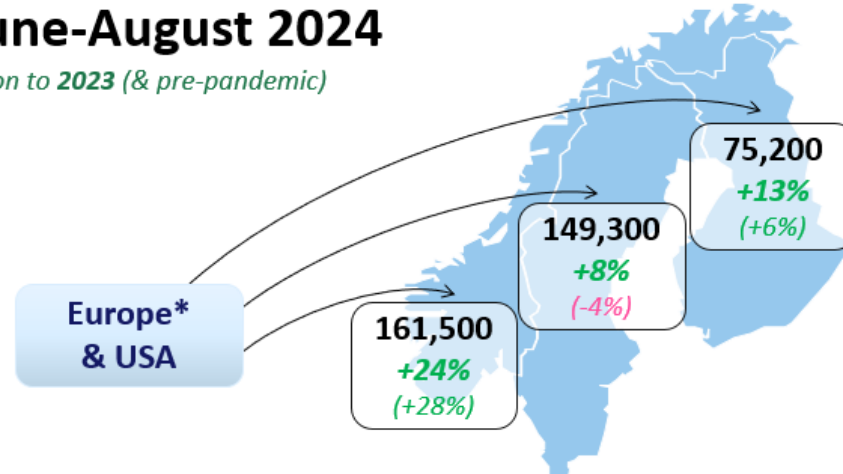 une-August 2024
on to 2023 (& pre-pandemic)
75,200
+13%
(+6%)
149,300
+8%
(-4%)
161,500
+24%
(+28%)
Europe*
& USA